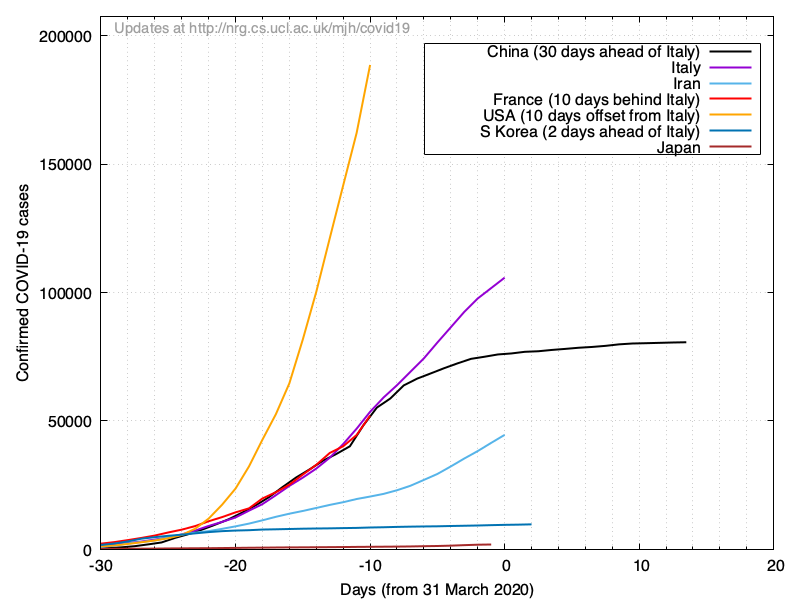 Updates at http://nrg.cs.ucl.ac.uk/mjh/covid19
China (30 days ahead of Italy)
Italy
Iran
France (10 days behind Italy)
USA (10 days offset from Italy)
S Korea (2 days ahead of Italy)
Japan
Confirmed COVID-19 cases
200000
150000
100000
50000
0
-30 -20 -10 0 10 20
Days (from 31 March 2020)